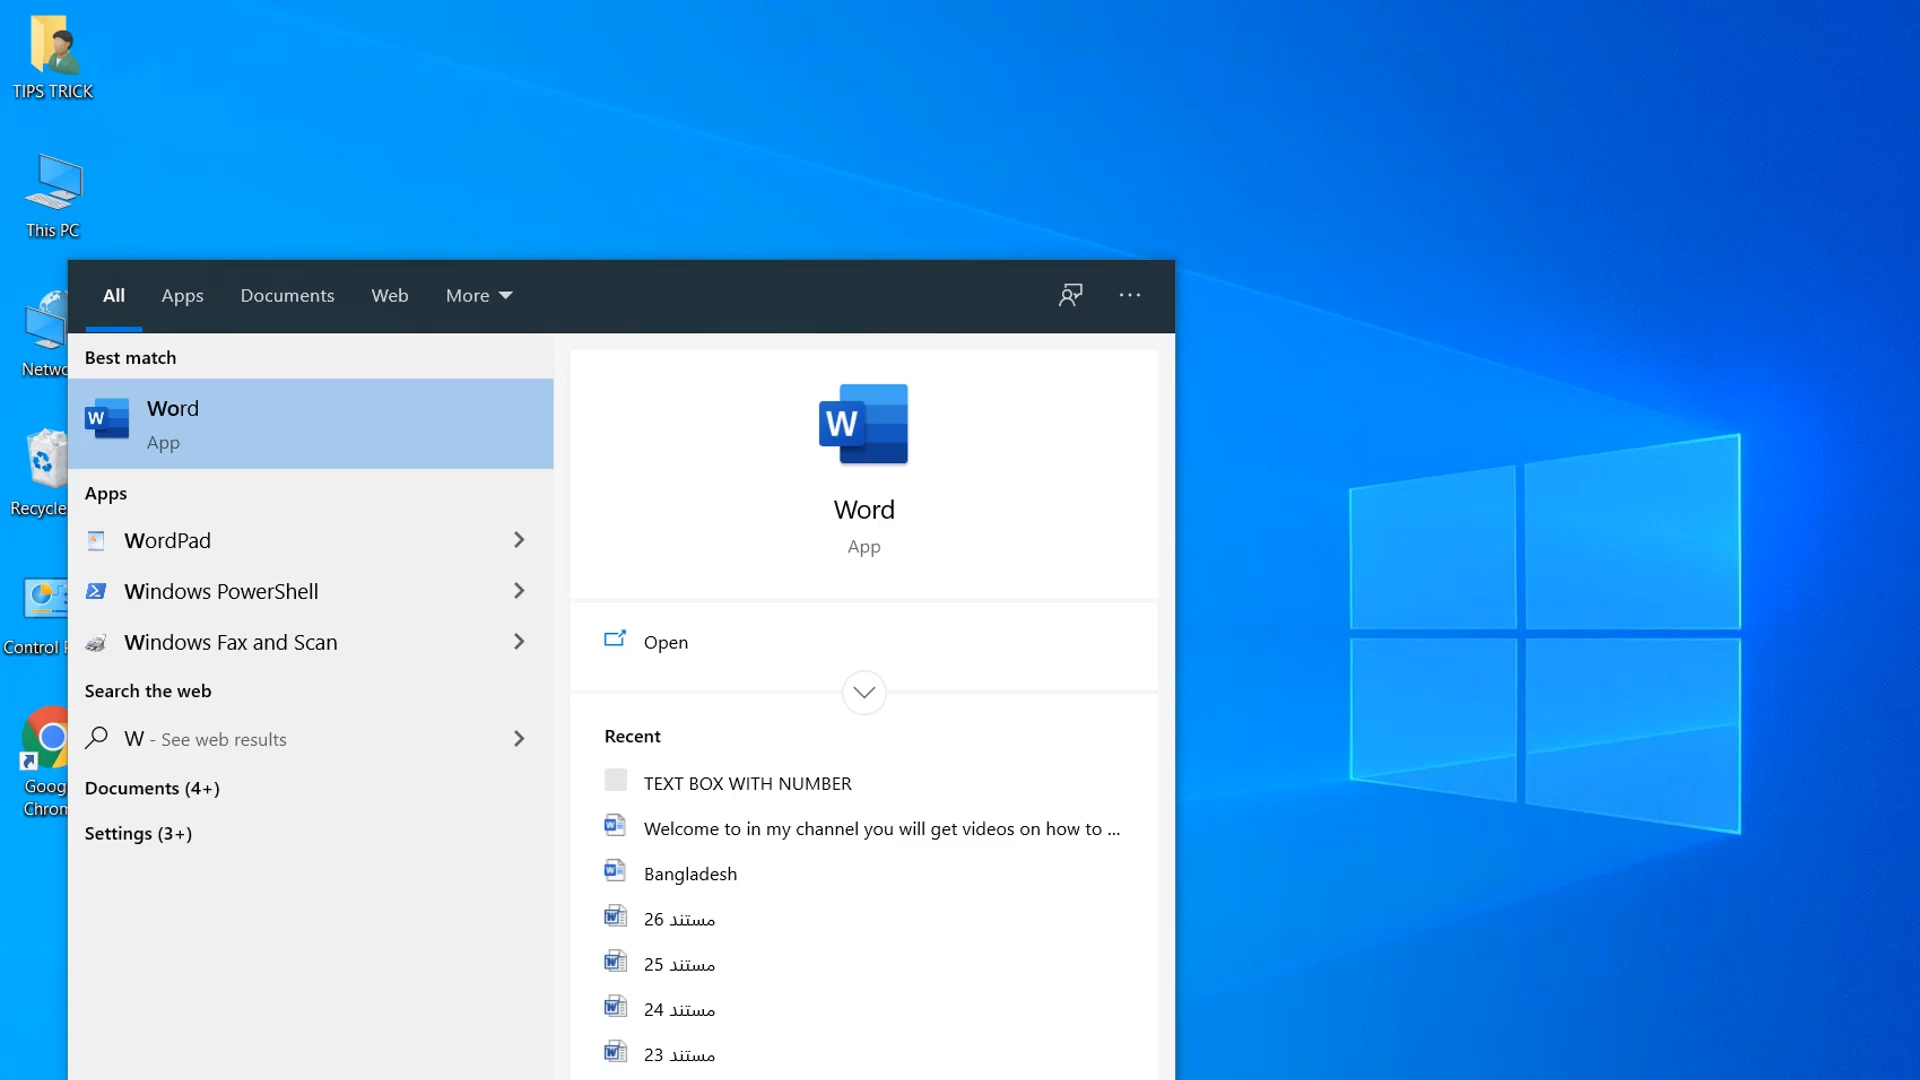 TIPS TRICK
This PC
Netwo
Recycle
Control P
Goog
Chrom
All Apps Documents Web More
Best match
Word
App
Apps
WordPad
Windows PowerShell
Windows Fax and Scan
Search the web
W - See web results
Documents (4+)
Settings (3+)
W
Word
App
Open
Recent
TEXT BOX WITH NUMBER
Welcome to in my channel you will get videos on how to ...
Bangladesh
مستند 26
مستند 25
مستند 24
مستند 23